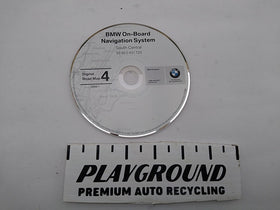 BMW On-Board
Navigation System
South Central
Digital
Road Map
4
PLAYGROUND
PREMIUM AUTO RECYCLING